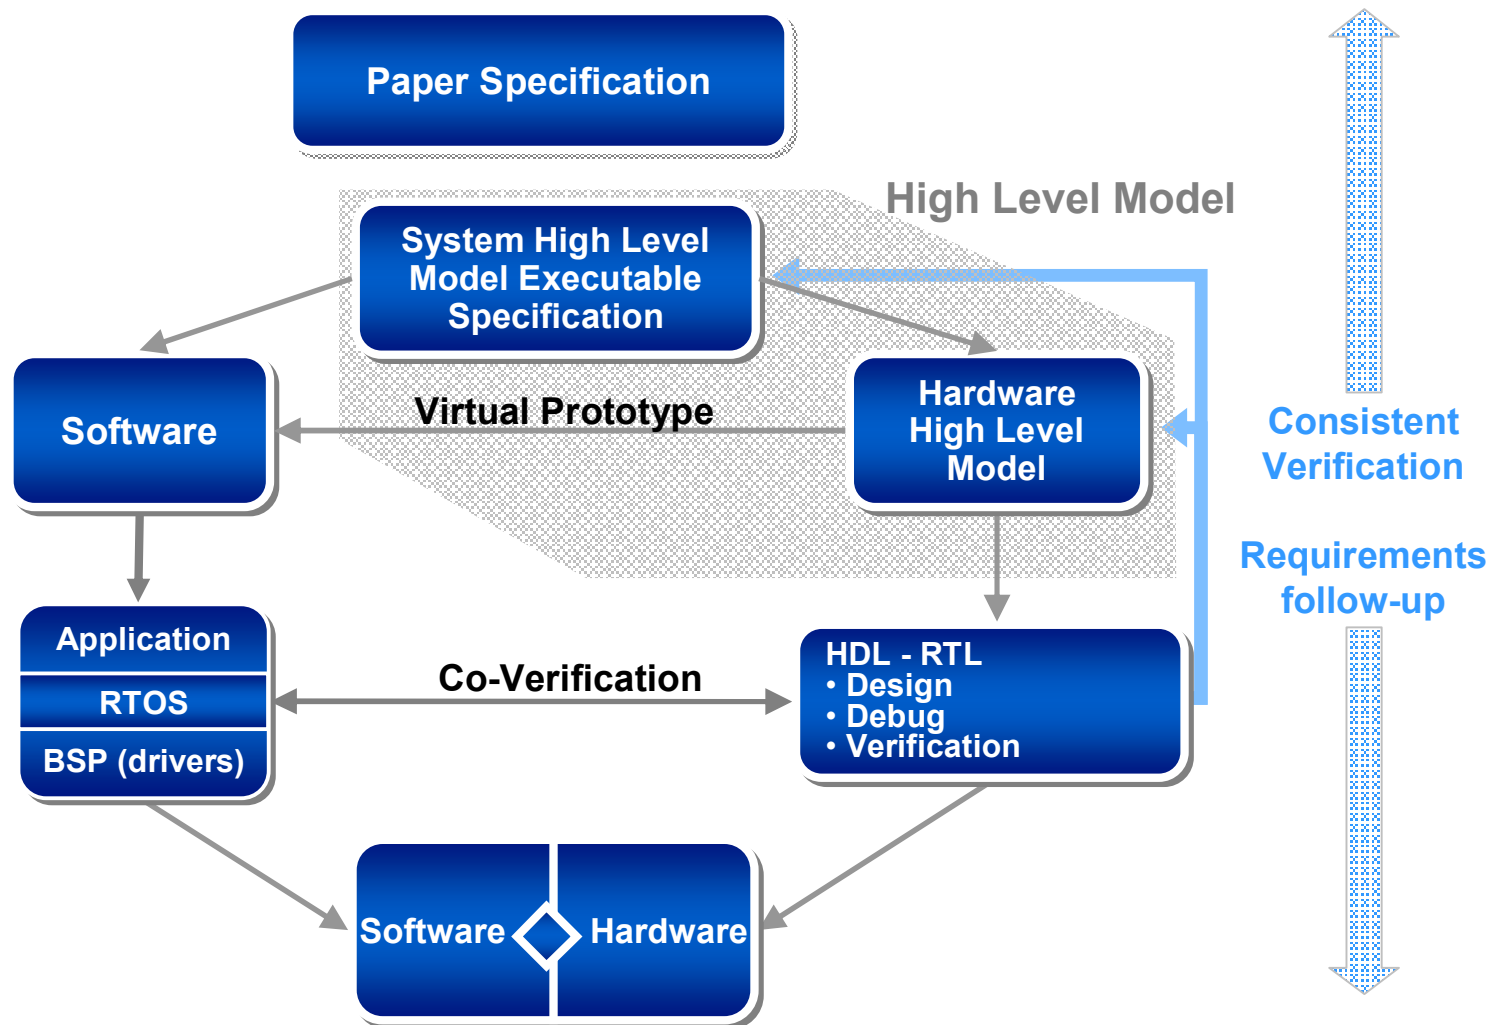 Paper Specification
High Level Model
System High Level
Model Executable
Specification
Software
Virtual Prototype
Hardware
High Level
Model
Consistent
Verification
Requirements
follow-up
Application
RTOS
BSP (drivers)
Co-Verification
HDL - RTL
• Design
• Debug
• Verification
Software
Hardware